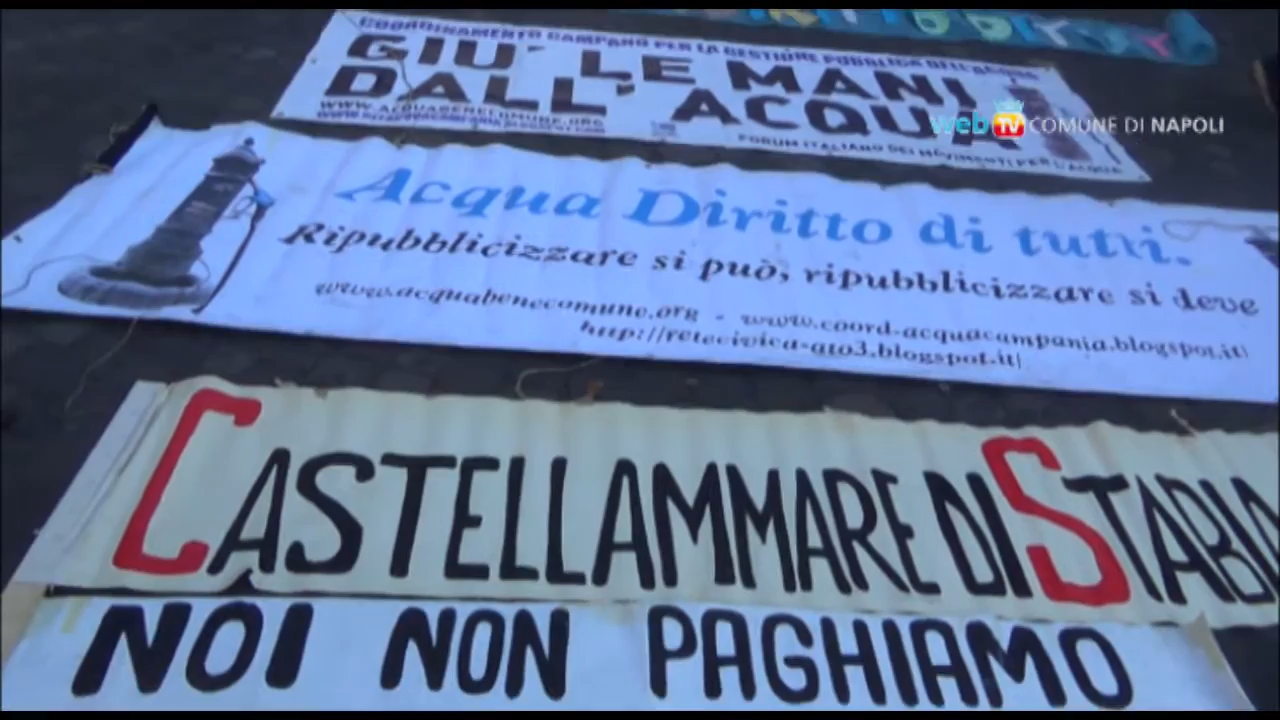 COORDINAMENTO CAMPANO PER LA GESTIONE PUBBLICA DELL'ACQUA
GIU' LE MANI
DALL' ACQUA
WWW.ACQUABENECOMUNE.ORG
FORUM ITALIANO DEI MOVIMENTI PER L'ACQUA
web TV COMUNE DI NAPOLI
Acqua Diritto di tutti.
Ripubblicizzare si può, ripubblicizzare si deve
www.acquabenecomune.org - www.coord-acquacampania.blogspot.it/
http://retecivica-ato3.blogspot.it/
CASTELLAMMARE DI STABIA
NOI NON PAGHIAMO